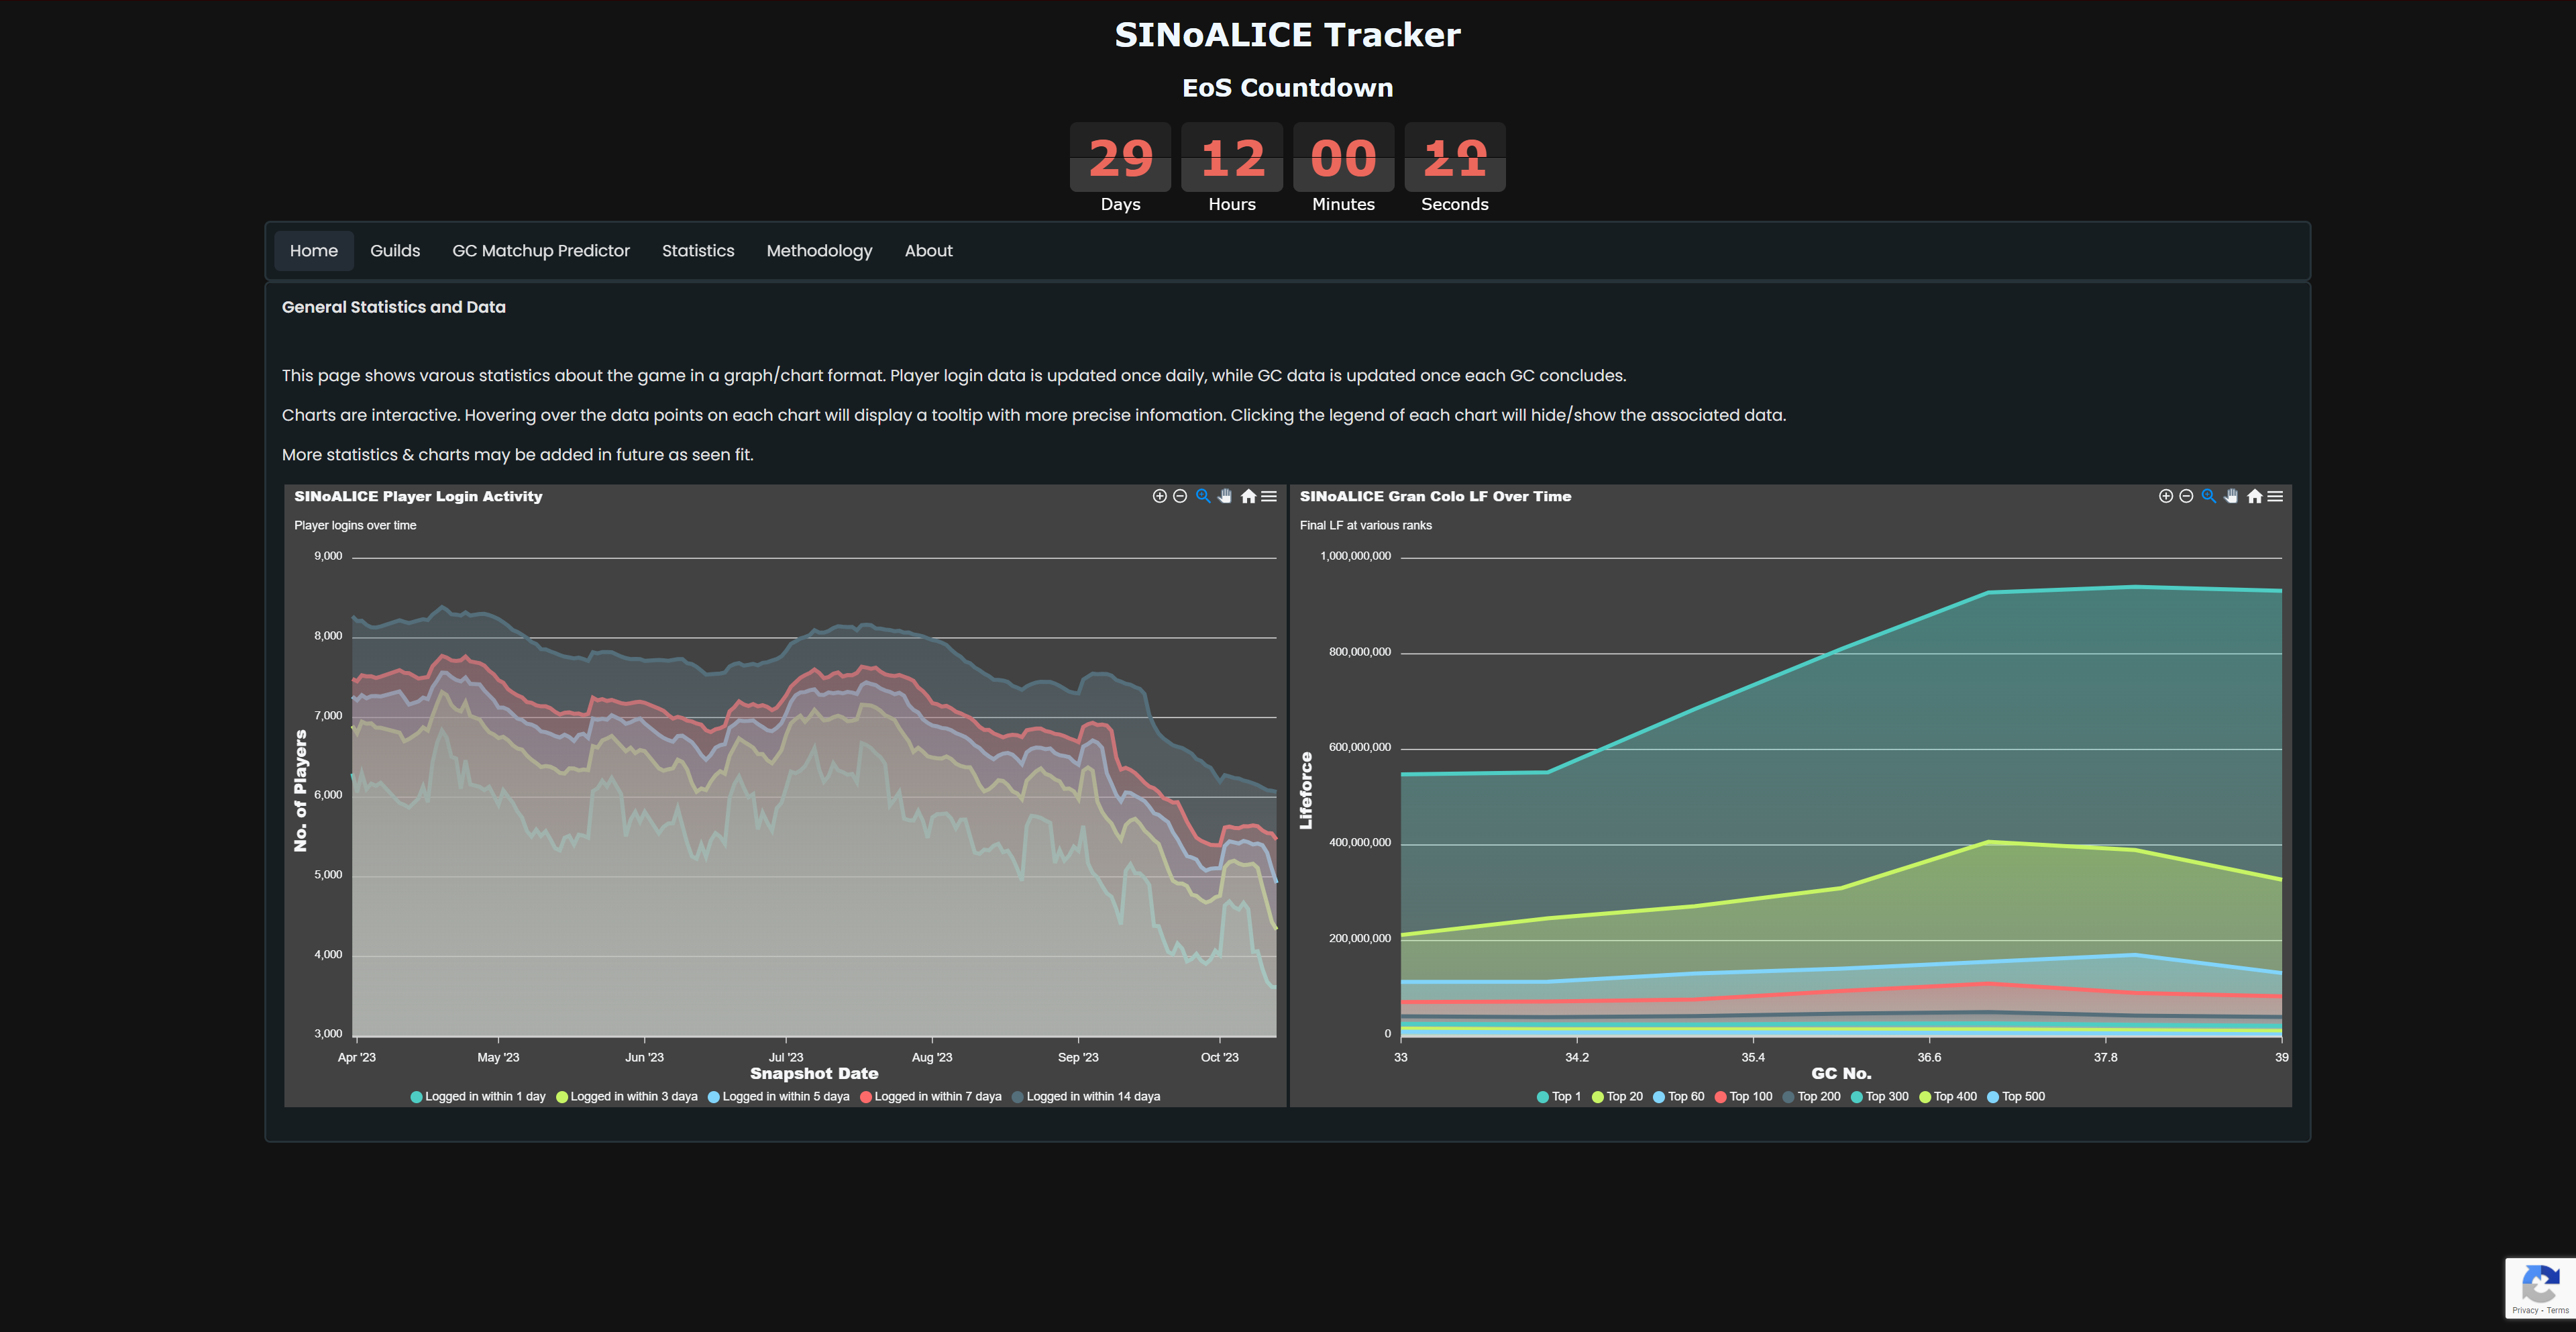 SINoALICE Tracker
EoS Countdown
29 12 00
Days Hours Minutes Seconds
Home Guilds GC Matchup Predictor Statistics Methodology About
General Statistics and Data
This page shows varous statistics about the game in a graph/chart format. Player login data is updated once daily, while GC data is updated once each GC concludes.
Charts are interactive. Hovering over the data points on each chart will display a tooltip with more precise infomation. Clicking the legend of each chart will hide/show the associated data.
More statistics & charts may be added in future as seen fit.
SINoALICE Player Login Activity
Player logins over time
9,000
8,000
7,000
6,000
5,000
4,000
3,000
No. of Players
Apr '23 May '23 Jun '23 Jul '23 Aug '23 Sep '23 Oct '23
Snapshot Date
Logged in within 1 day Logged in within 3 daya Logged in within 5 daya Logged in within 7 daya Logged in within 14 daya
SINoALICE Gran Colo LF Over Time
Final LF at various ranks
1,000,000,000
800,000,000
600,000,000
400,000,000
200,000,000
0
Lifeforce
33 34.2 35.4 36.6 37.8 39
GC No.
Top 1 Top 20 Top 60 Top 100 Top 200 Top 300 Top 400 Top 500
Privacy - Terms